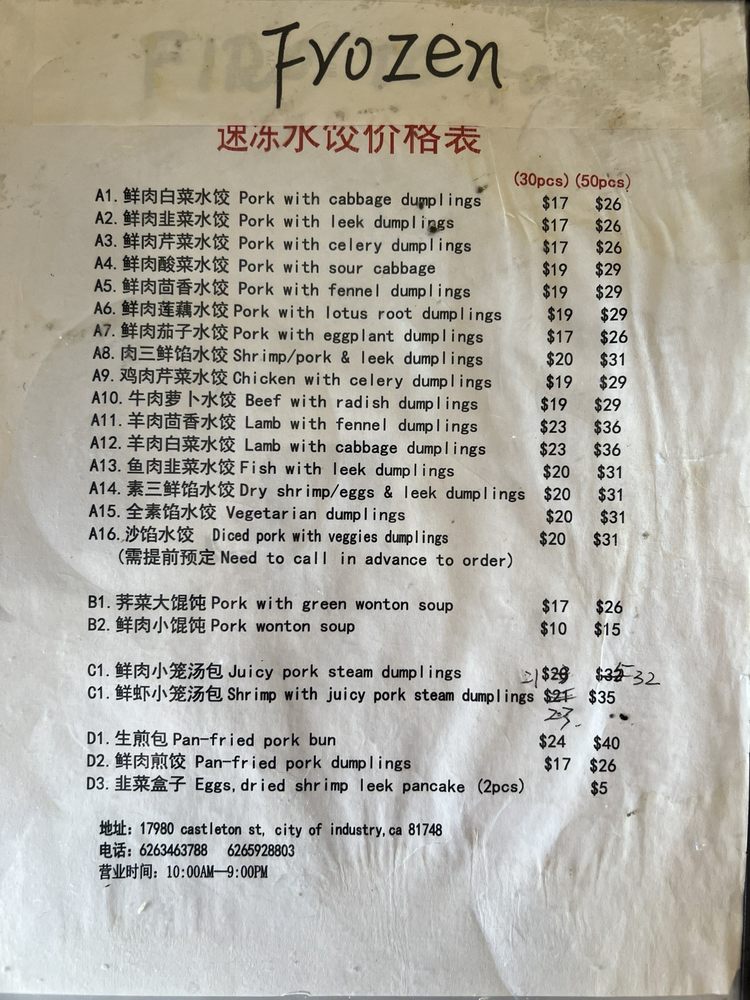 Frozen
速冻水饺价格表
(30pcs) (50pcs)
A1. 鲜肉白菜水饺 Pork with cabbage dumplings $17 $26
A2. 鲜肉韭菜水饺 Pork with leek dumplings $17 $26
A3. 鲜肉芹菜水饺 Pork with celery dumplings $17 $26
A4. 鲜肉酸菜水饺 Pork with sour cabbage $19 $29
A5. 鲜肉茴香水饺 Pork with fennel dumplings $19 $29
A6. 鲜肉莲藕水饺 Pork with lotus root dumplings $19 $29
A7. 鲜肉茄子水饺 Pork with eggplant dumplings $17 $26
A8. 肉三鲜馅水饺 Shrimp/pork & leek dumplings $20 $31
A9. 鸡肉芹菜水饺 Chicken with celery dumplings $19 $29
A10. 牛肉萝卜水饺 Beef with radish dumplings $19 $29
A11. 羊肉茴香水饺 Lamb with fennel dumplings $23 $36
A12. 羊肉白菜水饺 Lamb with cabbage dumplings $23 $36
A13. 鱼肉韭菜水饺 Fish with leek dumplings $20 $31
A14. 素三鲜馅水饺 Dry shrimp/eggs & leek dumplings $20 $31
A15. 全素馅水饺 Vegetarian dumplings $20 $31
A16. 沙馅水饺 Diced pork with veggies dumplings $20 $31
(需提前预定 Need to call in advance to order)
B1. 荠菜大馄饨 Pork with green wonton soup $17 $26
B2. 鲜肉小馄饨 Pork wonton soup $10 $15
C1. 鲜肉小笼汤包 Juicy pork steam dumplings 32
C1. 鲜虾小笼汤包 Shrimp with juicy pork steam dumplings $21 $35
23
D1. 生煎包 Pan-fried pork bun $24 $40
D2. 鲜肉煎饺 Pan-fried pork dumplings $17 $26
D3. 韭菜盒子 Eggs, dried shrimp leek pancake (2pcs) $5
地址: 17980 castleton st, city of industry,ca 81748
电话: 6263463788 6265928803
营业时间: 10:00AM—9:00PM